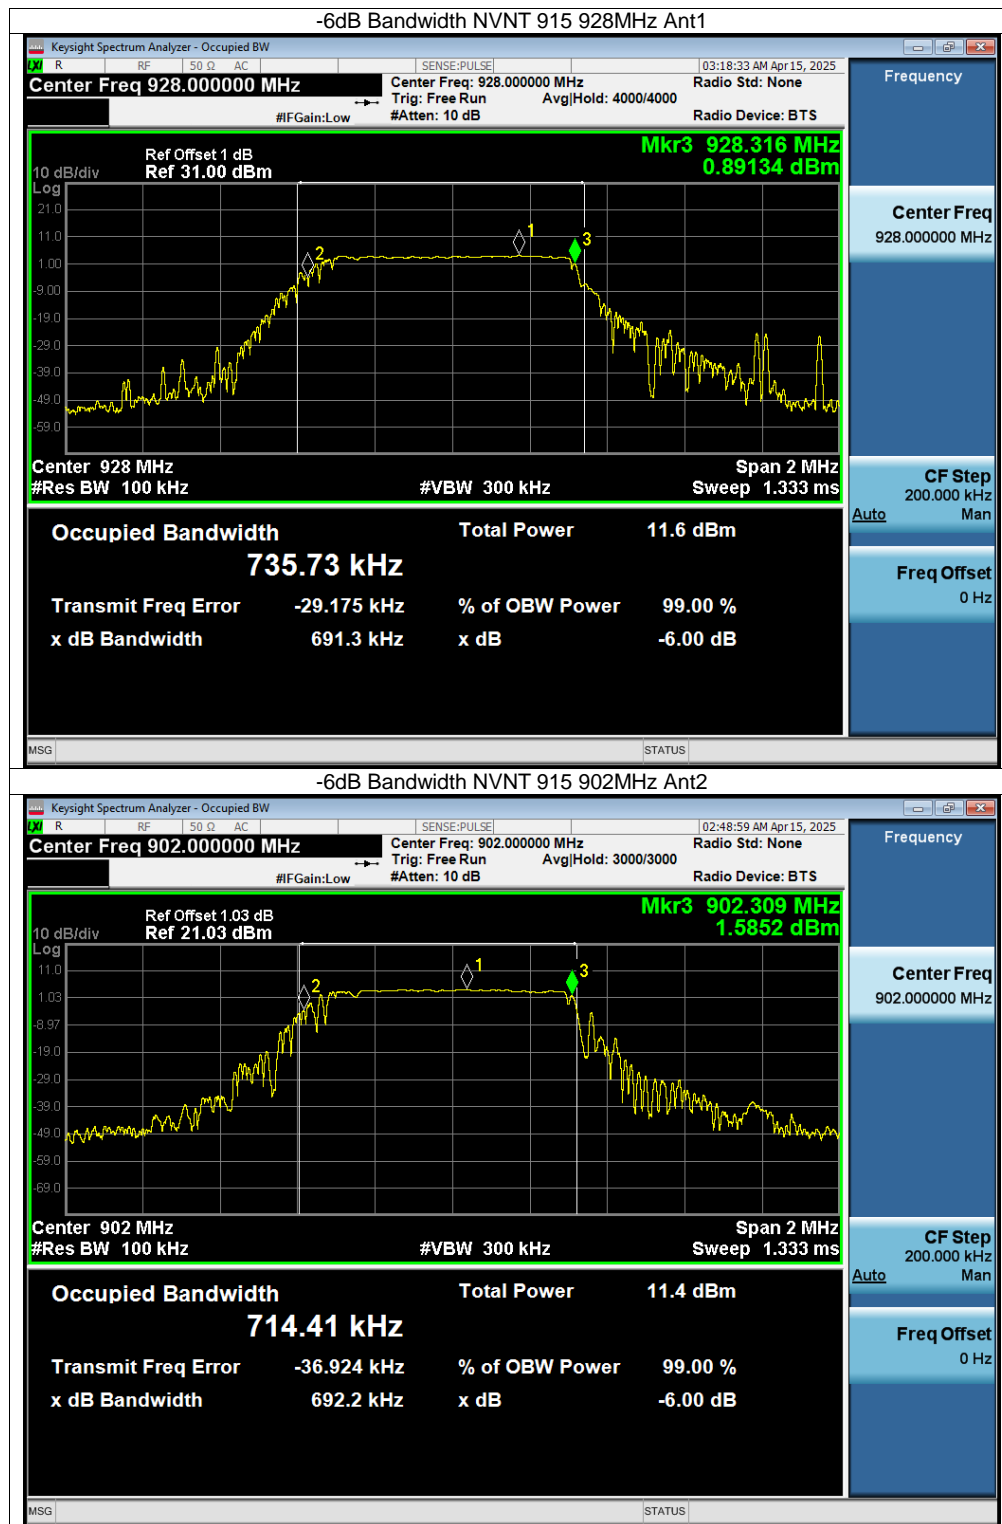 -6dB Bandwidth NVNT 915 928MHz Ant1
Keysight Spectrum Analyzer - Occupied BW
LXI R RF 50 Ω AC SENSE:PULSE 03:18:33 AM Apr 15, 2025
Center Freq 928.000000 MHz
Center Freq: 928.000000 MHz Radio Std: None
Trig: Free Run Avg|Hold: 4000/4000
#IFGain:Low #Atten: 10 dB Radio Device: BTS
Mkr3 928.316 MHz
0.89134 dBm
Ref Offset 1 dB
10 dB/div Ref 31.00 dBm
Log
21.0
11.0
1.00
-9.00
-19.0
-29.0
-39.0
-49.0
-59.0
1
2
3
Center 928 MHz Span 2 MHz
#Res BW 100 kHz #VBW 300 kHz Sweep 1.333 ms
Occupied Bandwidth Total Power 11.6 dBm
735.73 kHz
Transmit Freq Error -29.175 kHz % of OBW Power 99.00 %
x dB Bandwidth 691.3 kHz x dB -6.00 dB
MSG STATUS
Frequency
Center Freq
928.000000 MHz
CF Step
200.000 kHz
Auto Man
Freq Offset
0 Hz
-6dB Bandwidth NVNT 915 902MHz Ant2
Keysight Spectrum Analyzer - Occupied BW
LXI R RF 50 Ω AC SENSE:PULSE 02:48:59 AM Apr 15, 2025
Center Freq 902.000000 MHz
Center Freq: 902.000000 MHz Radio Std: None
Trig: Free Run Avg|Hold: 3000/3000
#IFGain:Low #Atten: 10 dB Radio Device: BTS
Mkr3 902.309 MHz
1.5852 dBm
Ref Offset 1.03 dB
10 dB/div Ref 21.03 dBm
Log
11.0
1.03
-8.97
-19.0
-29.0
-39.0
-49.0
-59.0
-69.0
1
2
3
Center 902 MHz Span 2 MHz
#Res BW 100 kHz #VBW 300 kHz Sweep 1.333 ms
Occupied Bandwidth Total Power 11.4 dBm
714.41 kHz
Transmit Freq Error -36.924 kHz % of OBW Power 99.00 %
x dB Bandwidth 692.2 kHz x dB -6.00 dB
MSG STATUS
Frequency
Center Freq
902.000000 MHz
CF Step
200.000 kHz
Auto Man
Freq Offset
0 Hz